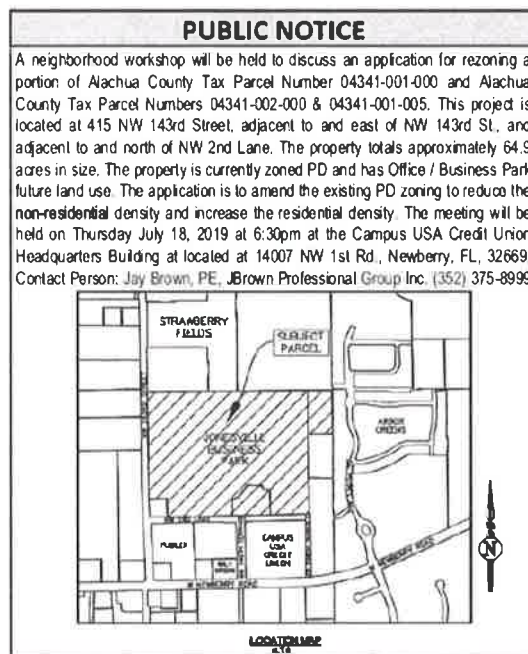 PUBLIC NOTICE
A neighborhood workshop will be held to discuss an application for rezoning a
portion of Alachua County Tax Parcel Number 04341-001-000 and Alachua
County Tax Parcel Numbers 04341-002-000 & 04341-001-005. This project is
located at 415 NW 143rd Street, adjacent to and east of NW 143rd St., and
adjacent to and north of NW 2nd Lane. The property totals approximately 64.9
acres in size. The property is currently zoned PD and has Office / Business Park
future land use. The application is to amend the existing PD zoning to reduce the
non-residential density and increase the residential density. The meeting will be
held on Thursday July 18, 2019 at 6:30pm at the Campus USA Credit Union
Headquarters Building at located at 14007 NW 1st Rd., Newberry, FL, 32669.
Contact Person: Jay Brown, PE, JBrown Professional Group Inc. (352) 375-8999
STRAWBERRY
FIELDS
SUBJECT
PARCEL
JONESVILLE
BUSINESS
PARK
ARBOR
GREENS
PUBLIX
CAMPUS
USA
CREDIT
UNION
W NEWBERRY ROAD
W NEWBERRY ROAD
N
LOCATION MAP